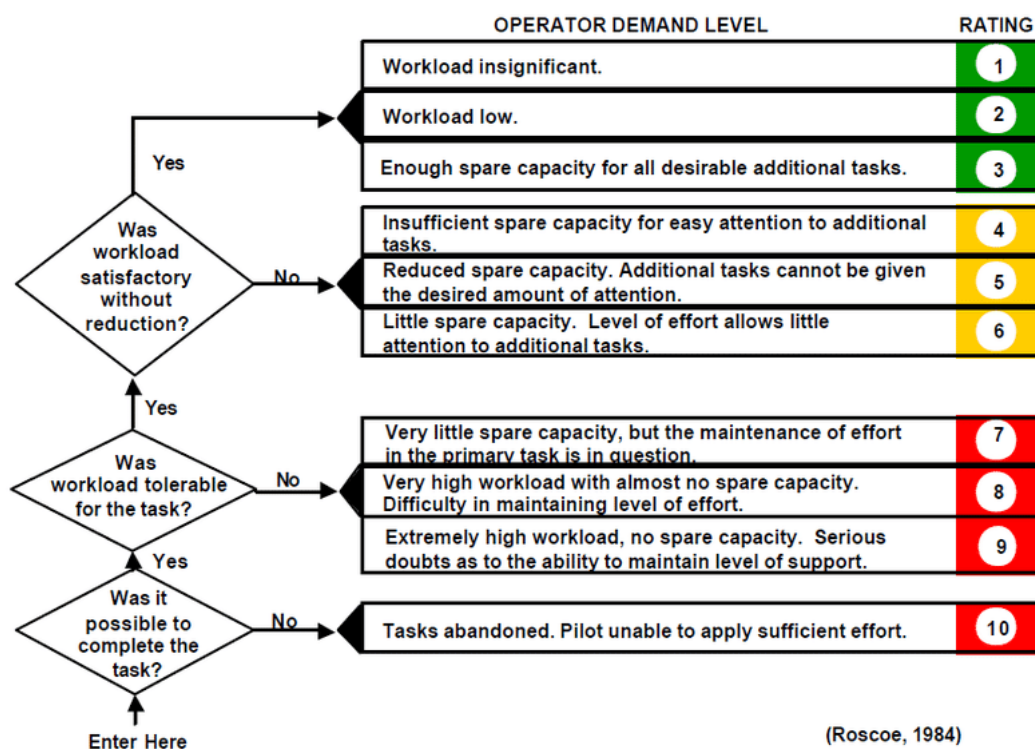 OPERATOR DEMAND LEVEL
RATING
Workload insignificant.
1
Workload low.
2
Enough spare capacity for all desirable additional tasks.
3
Yes
Was
workload
satisfactory
without
reduction?
No
Insufficient spare capacity for easy attention to additional
tasks.
4
Reduced spare capacity. Additional tasks cannot be given
the desired amount of attention.
5
Little spare capacity. Level of effort allows little
attention to additional tasks.
6
Yes
Was
workload tolerable
for the task?
No
Very little spare capacity, but the maintenance of effort
in the primary task is in question.
7
Very high workload with almost no spare capacity.
Difficulty in maintaining level of effort.
8
Extremely high workload, no spare capacity. Serious
doubts as to the ability to maintain level of support.
9
Yes
Was it
possible to
complete the
task?
No
Tasks abandoned. Pilot unable to apply sufficient effort.
10
Enter Here
(Roscoe, 1984)